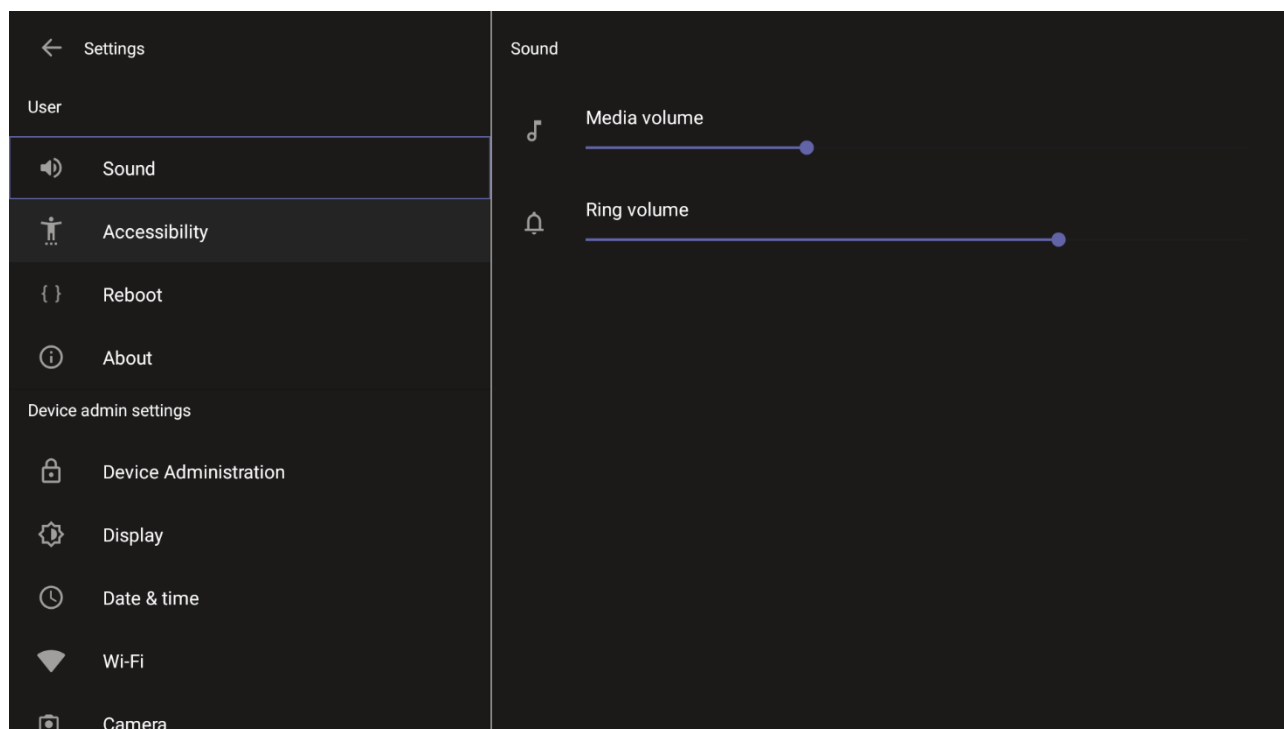 Settings
User
Sound
Accessibility
Reboot
About
Device admin settings
Device Administration
Display
Date & time
Wi-Fi
Camera
Sound
Media volume
Ring volume